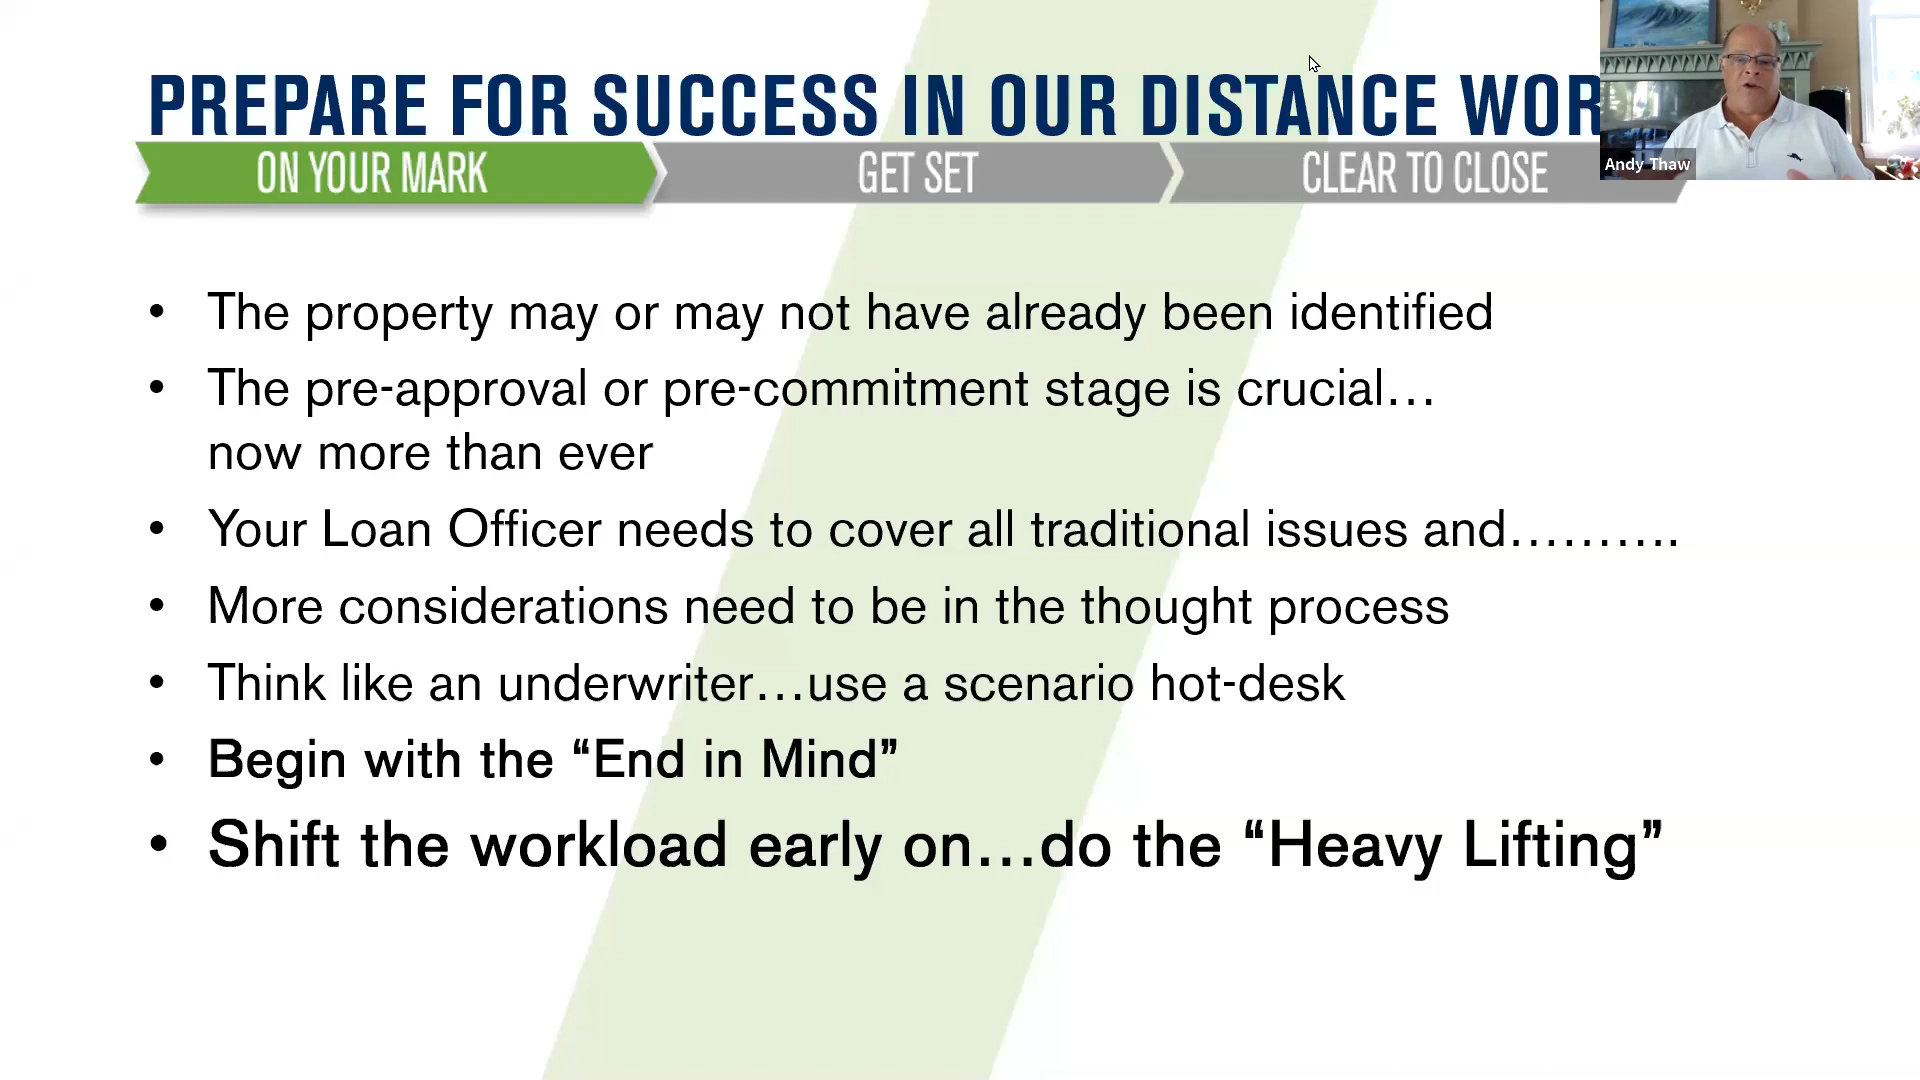 PREPARE FOR SUCCESS IN OUR DISTANCE
ON YOUR MARK
GET SET
CLEAR TO CLOSE
Andy Thaw
• The property may or may not have already been identified
• The pre-approval or pre-commitment stage is crucial…
now more than ever
• Your Loan Officer needs to cover all traditional issues and………..
• More considerations need to be in the thought process
• Think like an underwriter…use a scenario hot-desk
• Begin with the “End in Mind”
• Shift the workload early on…do the “Heavy Lifting”